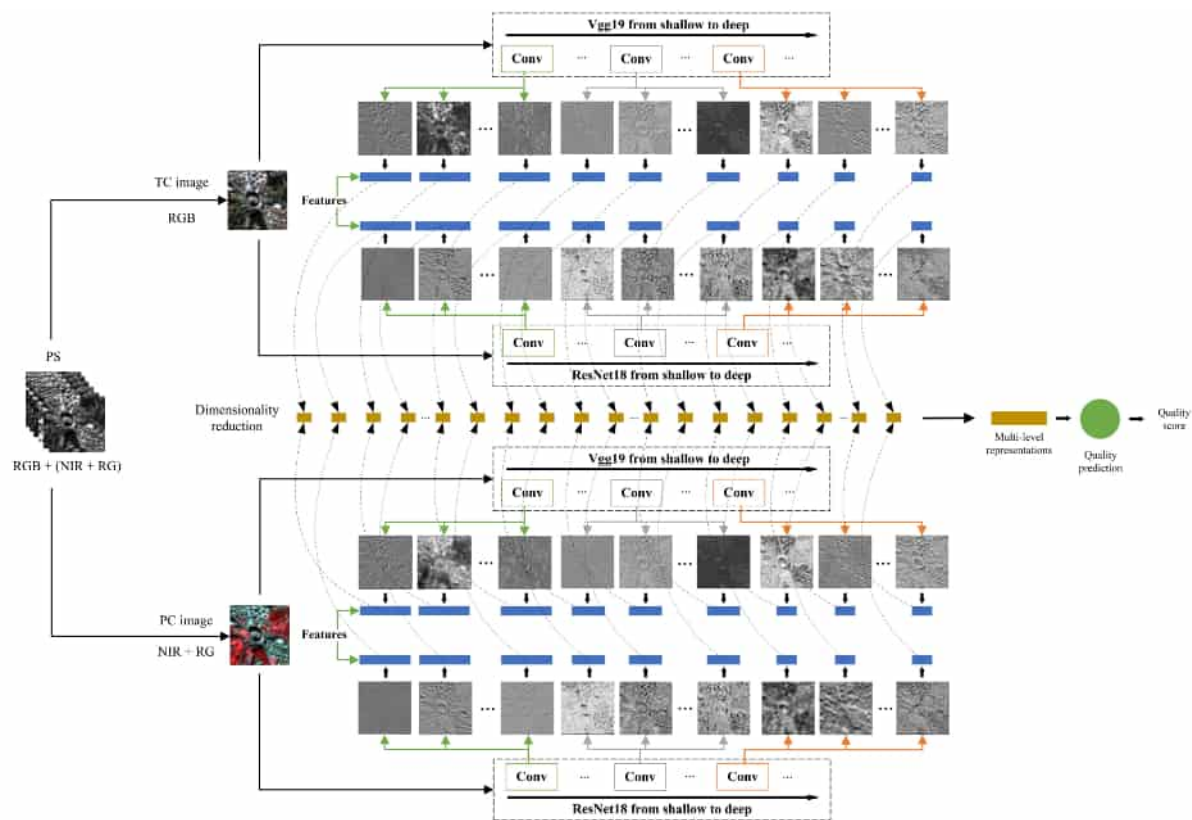 Vgg19 from shallow to deep
Conv ... Conv ... Conv ...
... ... ...
TC image
RGB
Features
... ... ...
Conv ... Conv ... Conv ...
ResNet18 from shallow to deep
PS
RGB + (NIR + RG)
Dimensionality
reduction
... ... ...
Multi-level
representations
Quality
prediction
Quality
score
Vgg19 from shallow to deep
Conv ... Conv ... Conv ...
... ... ...
PC image
NIR + RG
Features
... ... ...
Conv ... Conv ... Conv ...
ResNet18 from shallow to deep